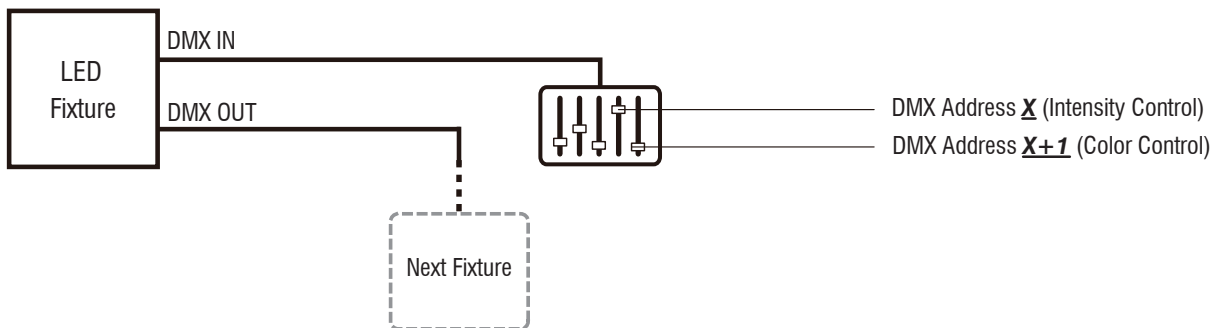 LED
Fixture
DMX IN
DMX OUT
DMX Address X (Intensity Control)
DMX Address X+1 (Color Control)
Next Fixture